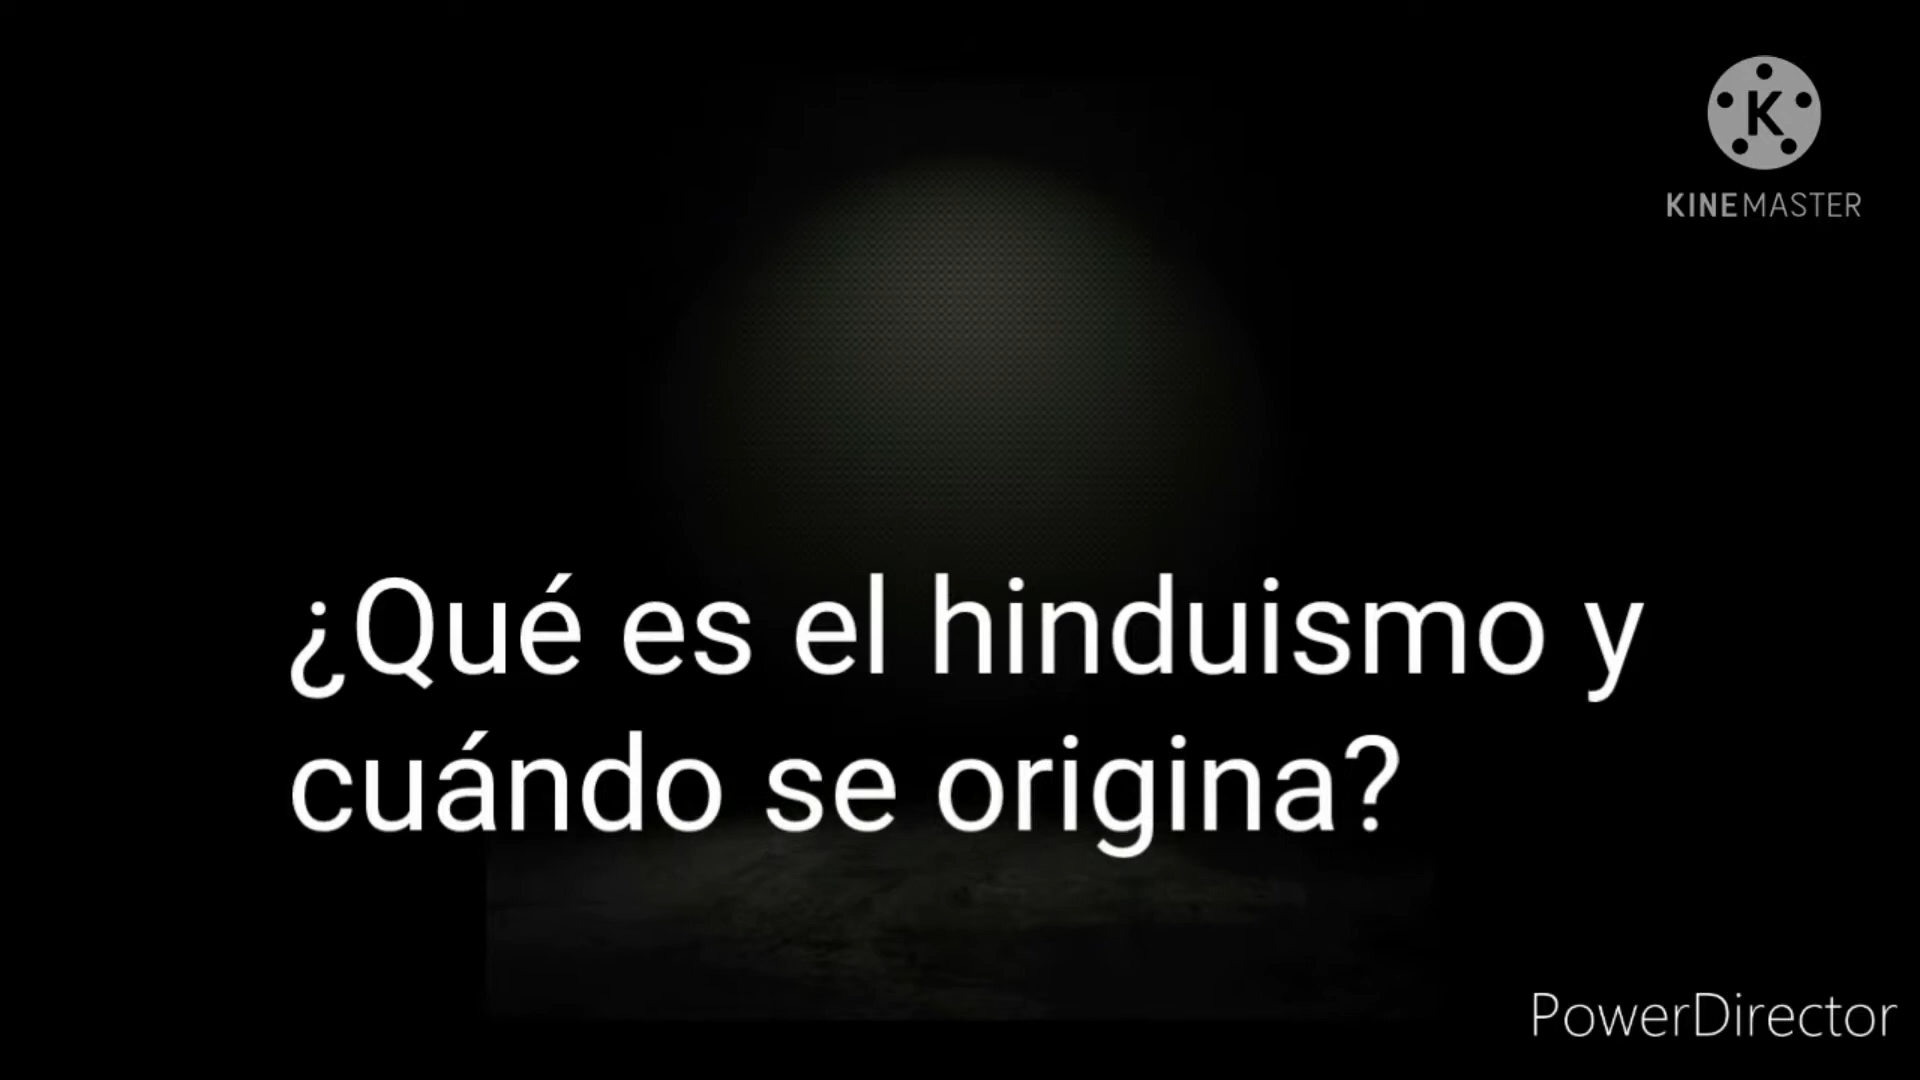 K
KINEMASTER
¿Qué es el hinduismo y
cuándo se origina?
PowerDirector